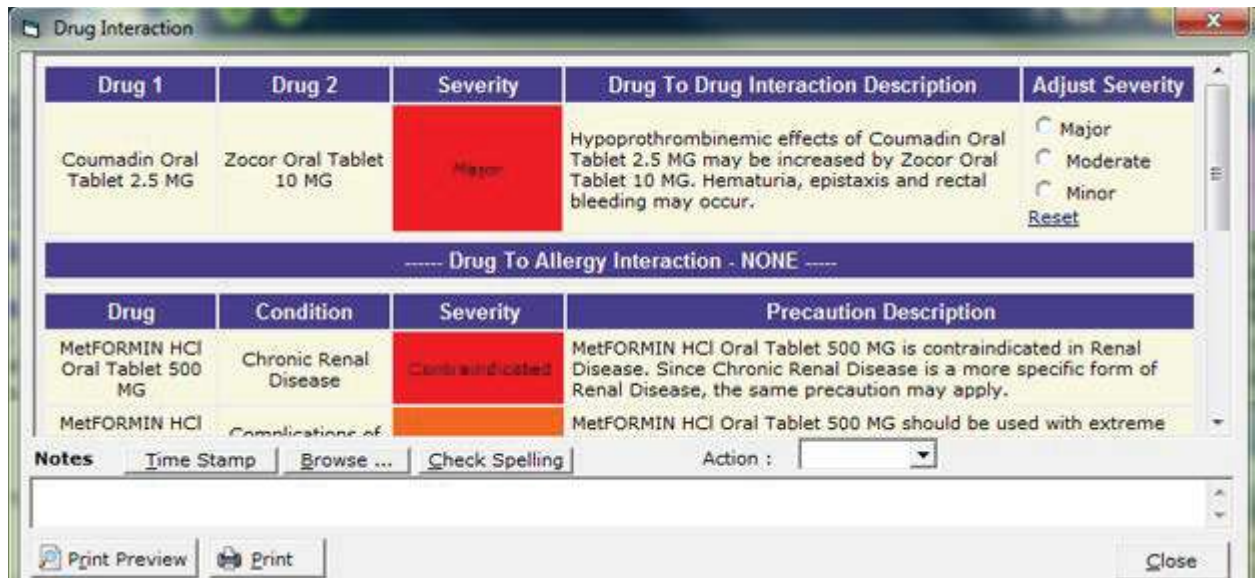 Drug Interaction
Drug 1 Drug 2 Severity Drug To Drug Interaction Description Adjust Severity
Coumadin Oral
Tablet 2.5 MG
Zocor Oral Tablet
10 MG
Major
Hypoprothrombinemic effects of Coumadin Oral
Tablet 2.5 MG may be increased by Zocor Oral
Tablet 10 MG. Hematuria, epistaxis and rectal
bleeding may occur.
Major
Moderate
Minor
Reset
------ Drug To Allergy Interaction - NONE -----
Drug Condition Severity Precaution Description
MetFORMIN HCl
Oral Tablet 500
MG
Chronic Renal
Disease
Contraindicated
MetFORMIN HCl Oral Tablet 500 MG is contraindicated in Renal
Disease. Since Chronic Renal Disease is a more specific form of
Renal Disease, the same precaution may apply.
MetFORMIN HCl
Complications of
MetFORMIN HCl Oral Tablet 500 MG should be used with extreme
Notes Time Stamp Browse ... Check Spelling Action :
Print Preview Print Close